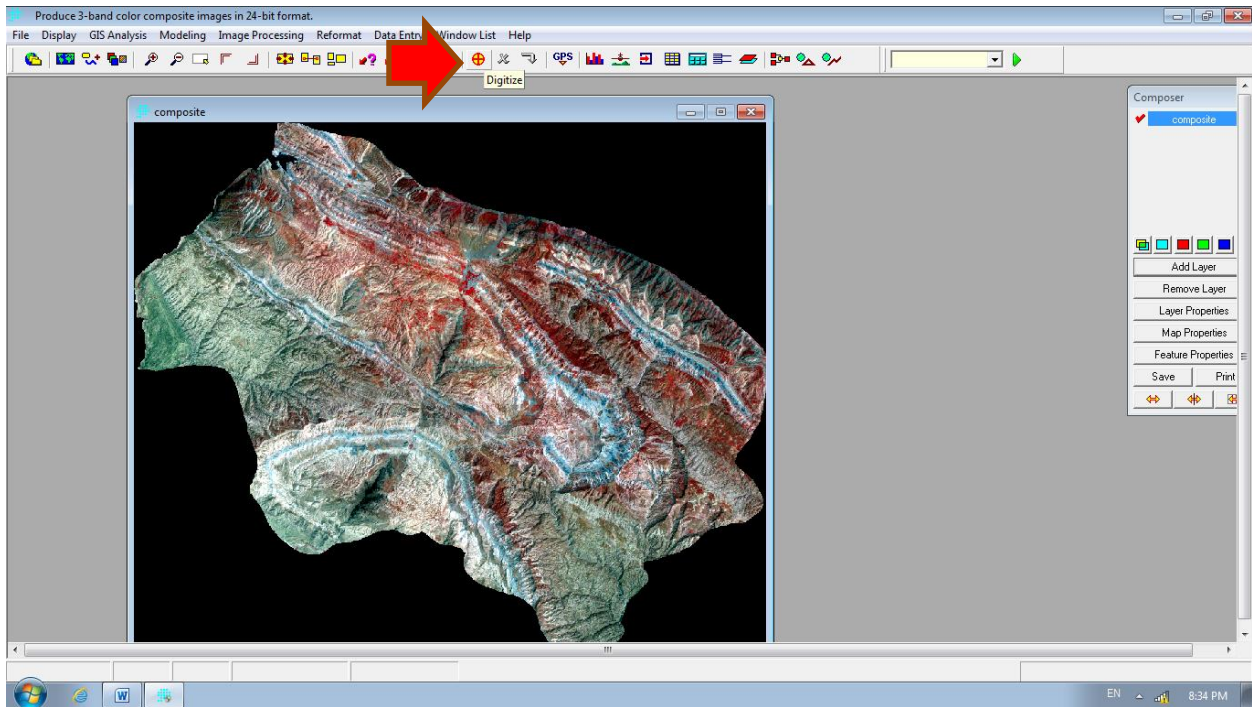 Produce 3-band color composite images in 24-bit format.
File Display GIS Analysis Modeling Image Processing Reformat Data Entry Window List Help
GPS
Digitize
composite
Composer
composite
Add Layer
Remove Layer
Layer Properties
Map Properties
Feature Properties
Save Print
EN 8:34 PM